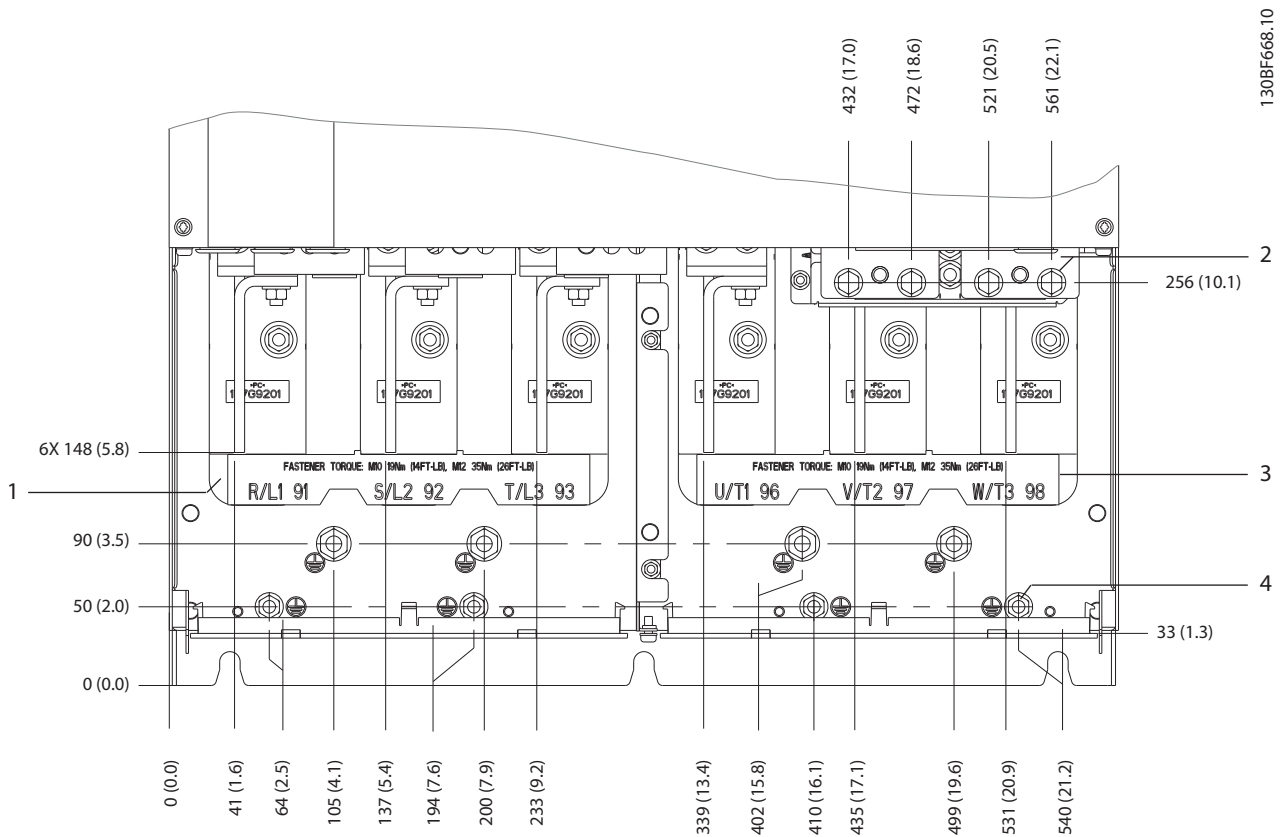 130BF668.10
432 (17.0)
472 (18.6)
521 (20.5)
561 (22.1)
2
256 (10.1)
•PC•
•PC•
•PC•
•PC•
•PC•
•PC•
6X 148 (5.8)
FASTENER TORQUE: M10 19Nm (14FT-LB), M12 35Nm (26FT-LB)
FASTENER TORQUE: M10 19Nm (14FT-LB), M12 35Nm (26FT-LB)
3
1
R/L1 91
S/L2 92
T/L3 93
U/T1 96
V/T2 97
W/T3 98
90 (3.5)
4
50 (2.0)
33 (1.3)
0 (0.0)
0 (0.0)
41 (1.6)
64 (2.5)
105 (4.1)
137 (5.4)
194 (7.6)
200 (7.9)
233 (9.2)
339 (13.4)
402 (15.8)
410 (16.1)
435 (17.1)
499 (19.6)
531 (20.9)
540 (21.2)